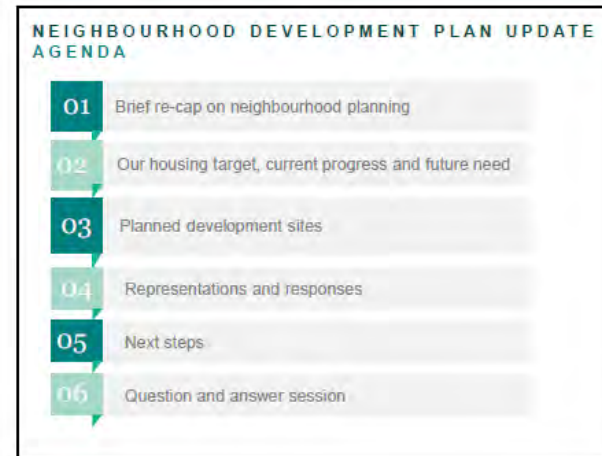 NEIGHBOURHOOD DEVELOPMENT PLAN UPDATE
AGENDA
01 Brief re-cap on neighbourhood planning
02 Our housing target, current progress and future need
03 Planned development sites
04 Representations and responses
05 Next steps
06 Question and answer session